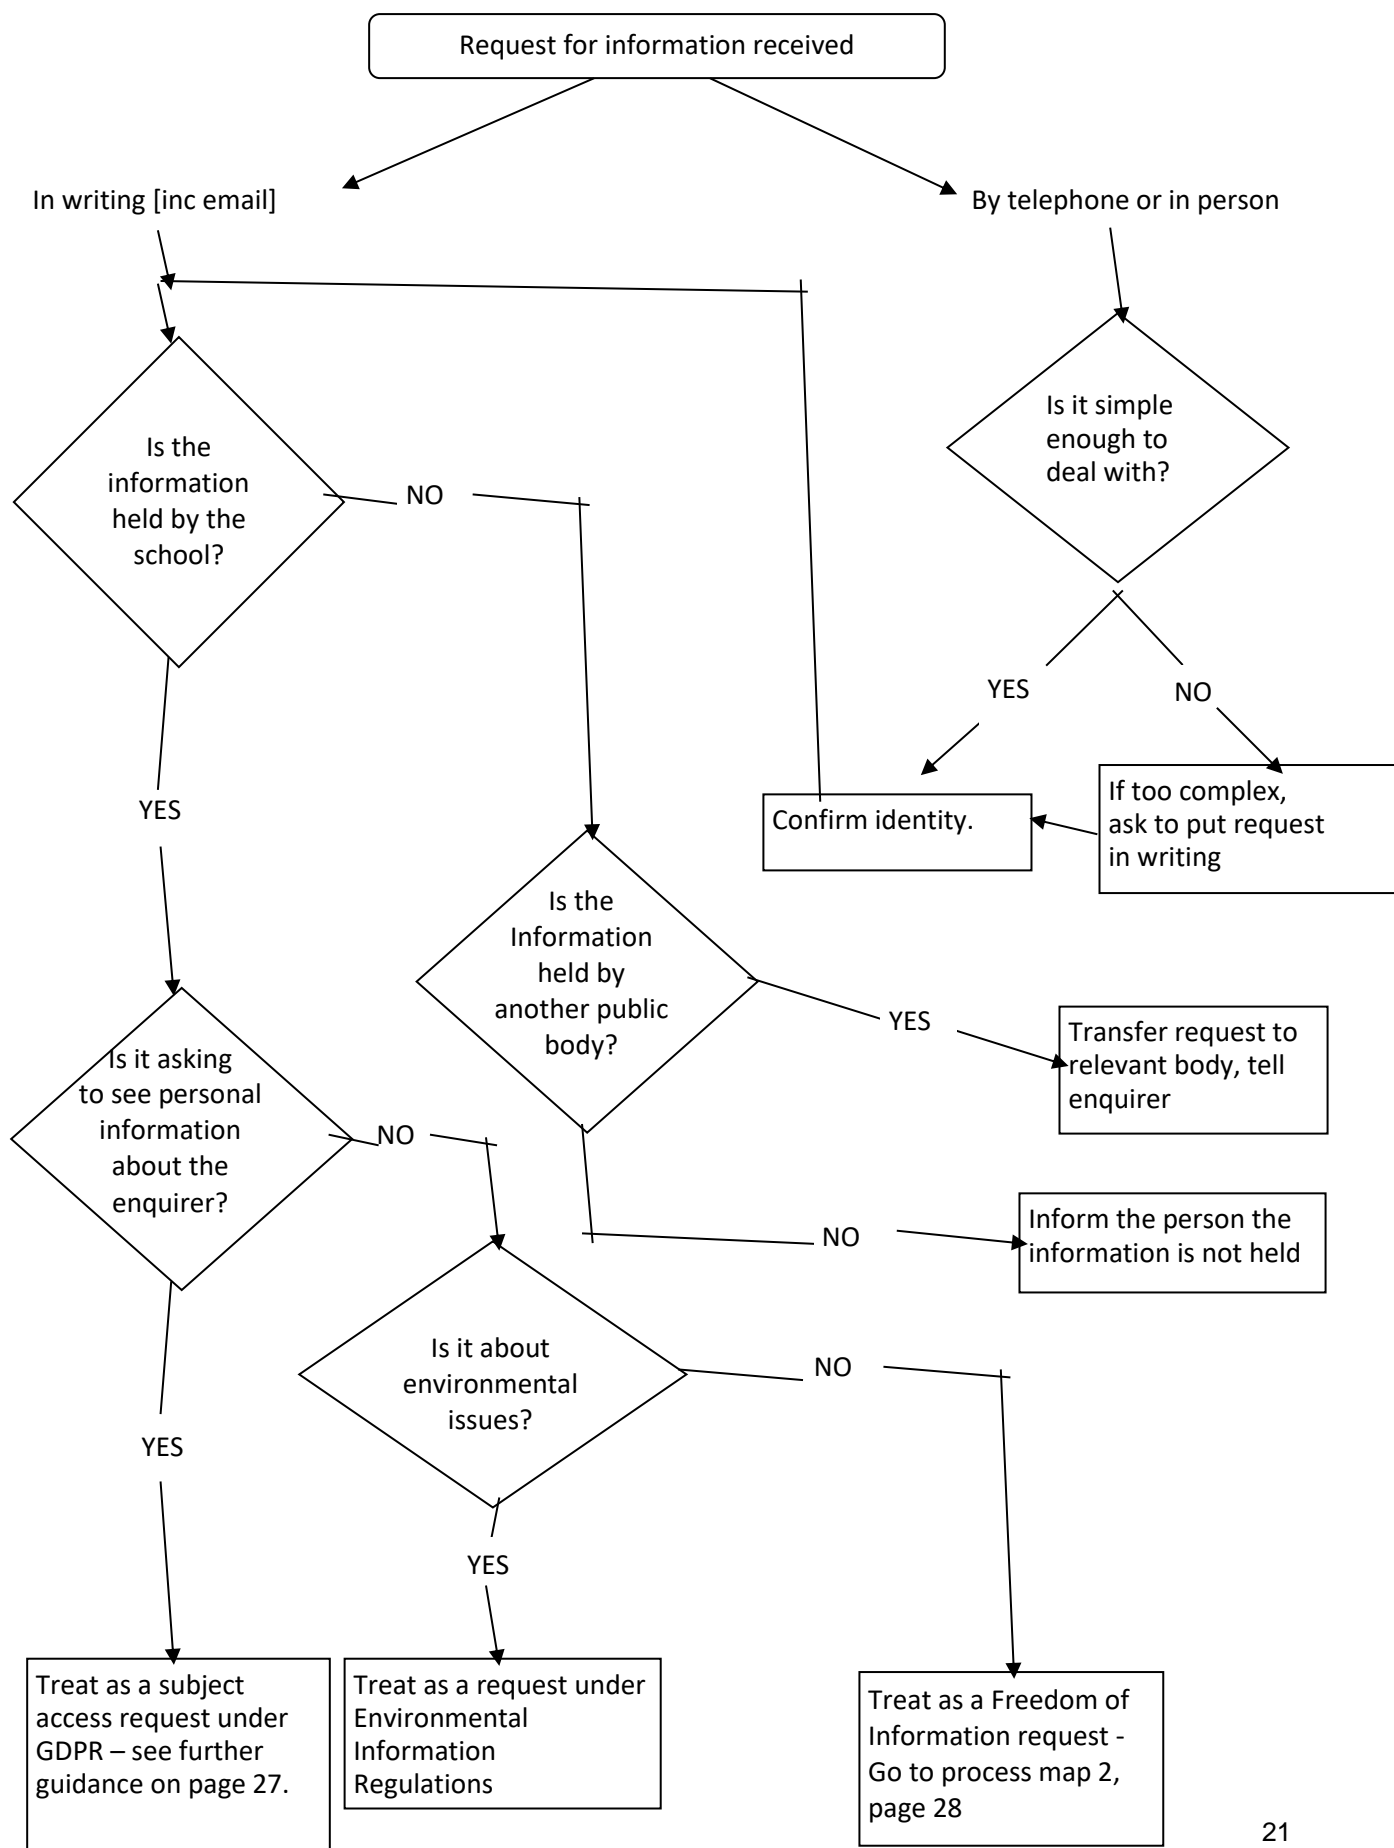 Request for information received
In writing [inc email]
By telephone or in person
Is it simple
enough to
deal with?
Is the
information
held by the
school?
NO
YES
NO
YES
Confirm identity.
If too complex,
ask to put request
in writing
Is the
Information
held by
another public
body?
YES
Transfer request to
relevant body, tell
enquirer
Is it asking
to see personal
information
about the
enquirer?
NO
NO
Inform the person the
information is not held
Is it about
environmental
issues?
NO
YES
YES
Treat as a subject
access request under
GDPR – see further
guidance on page 27.
Treat as a request under
Environmental
Information
Regulations
Treat as a Freedom of
Information request -
Go to process map 2,
page 28
21